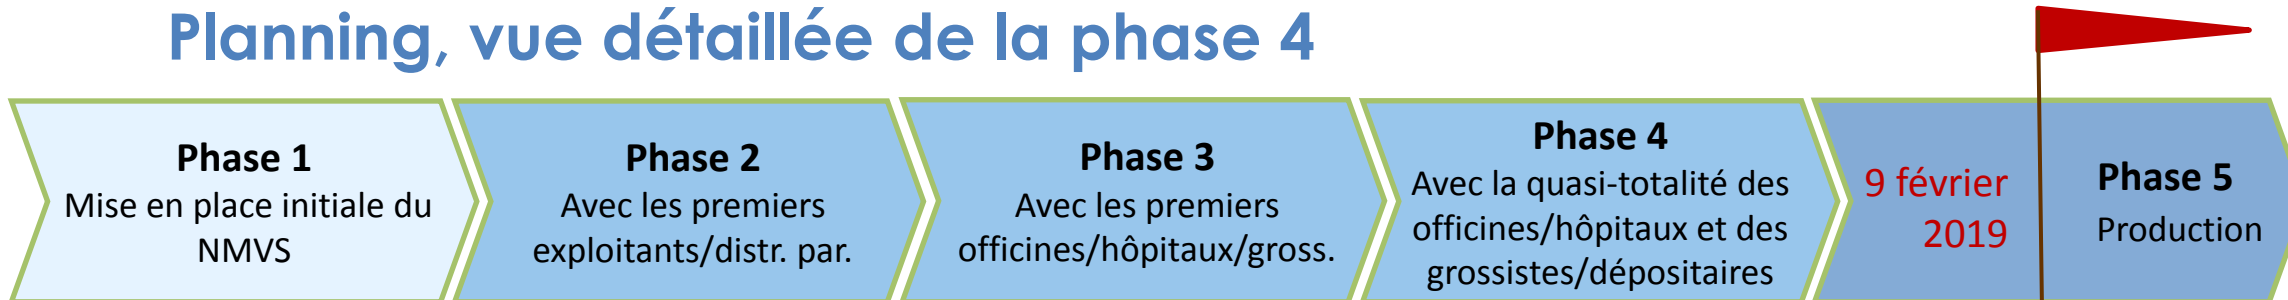 Planning, vue détaillée de la phase 4
Phase 1
Mise en place initiale du
NMVS
Phase 2
Avec les premiers
exploitants/distr. par.
Phase 3
Avec les premiers
officines/hôpitaux/gross.
Phase 4
Avec la quasi-totalité des
officines/hôpitaux et des
grossistes/dépositaires
9 février
2019
Phase 5
Production